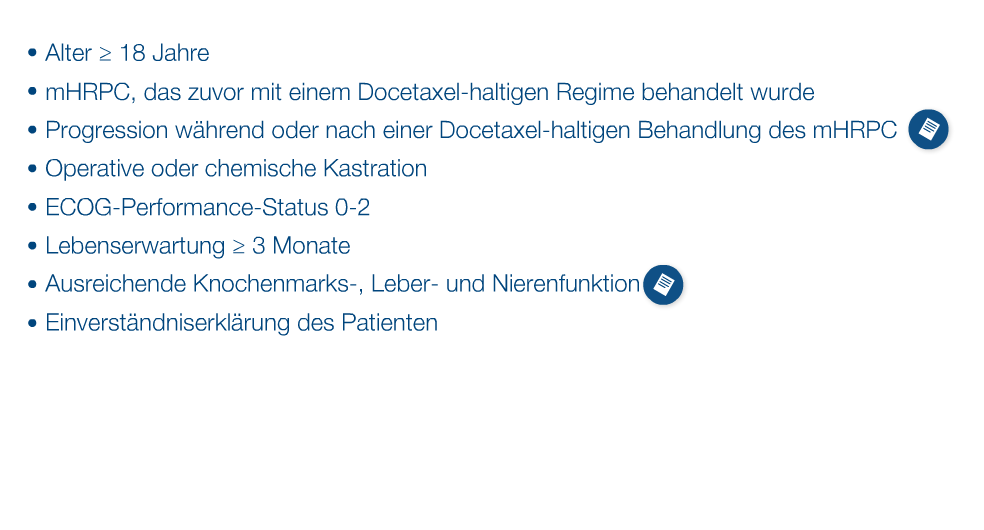 • Alter ≥ 18 Jahre
• mHRPC, das zuvor mit einem Docetaxel-haltigen Regime behandelt wurde
• Progression während oder nach einer Docetaxel-haltigen Behandlung des mHRPC
• Operative oder chemische Kastration
• ECOG-Performance-Status 0-2
• Lebenserwartung ≥ 3 Monate
• Ausreichende Knochenmarks-, Leber- und Nierenfunktion
• Einverständniserklärung des Patienten